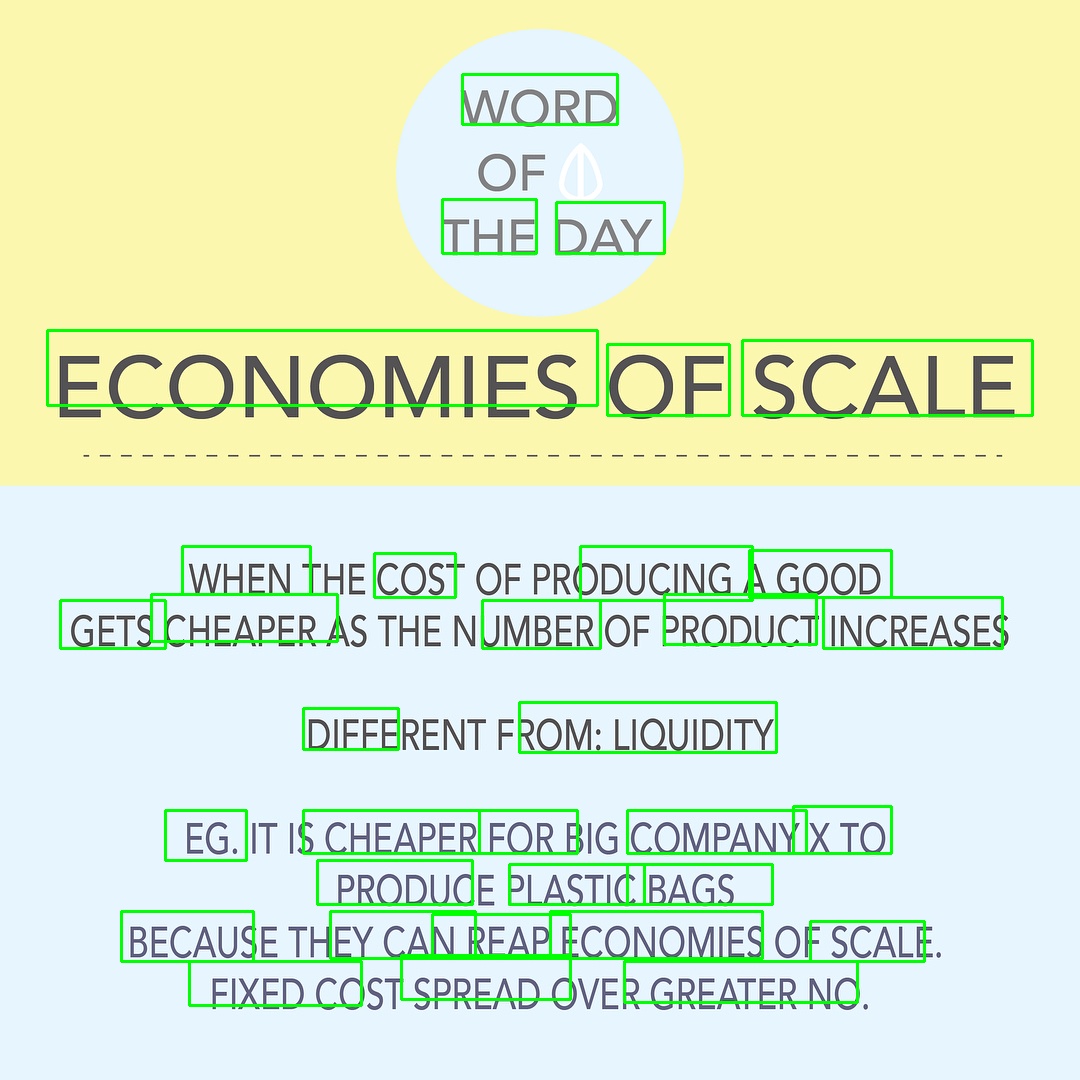 WORD
OF
THE DAY
ECONOMIES OF SCALE
WHEN THE COST OF PRODUCING A GOOD
GETS CHEAPER AS THE NUMBER OF PRODUCT INCREASES
DIFFERENT FROM: LIQUIDITY
EG. IT IS CHEAPER FOR BIG COMPANY X TO
PRODUCE PLASTIC BAGS
BECAUSE THEY CAN REAP ECONOMIES OF SCALE.
FIXED COST SPREAD OVER GREATER NO.